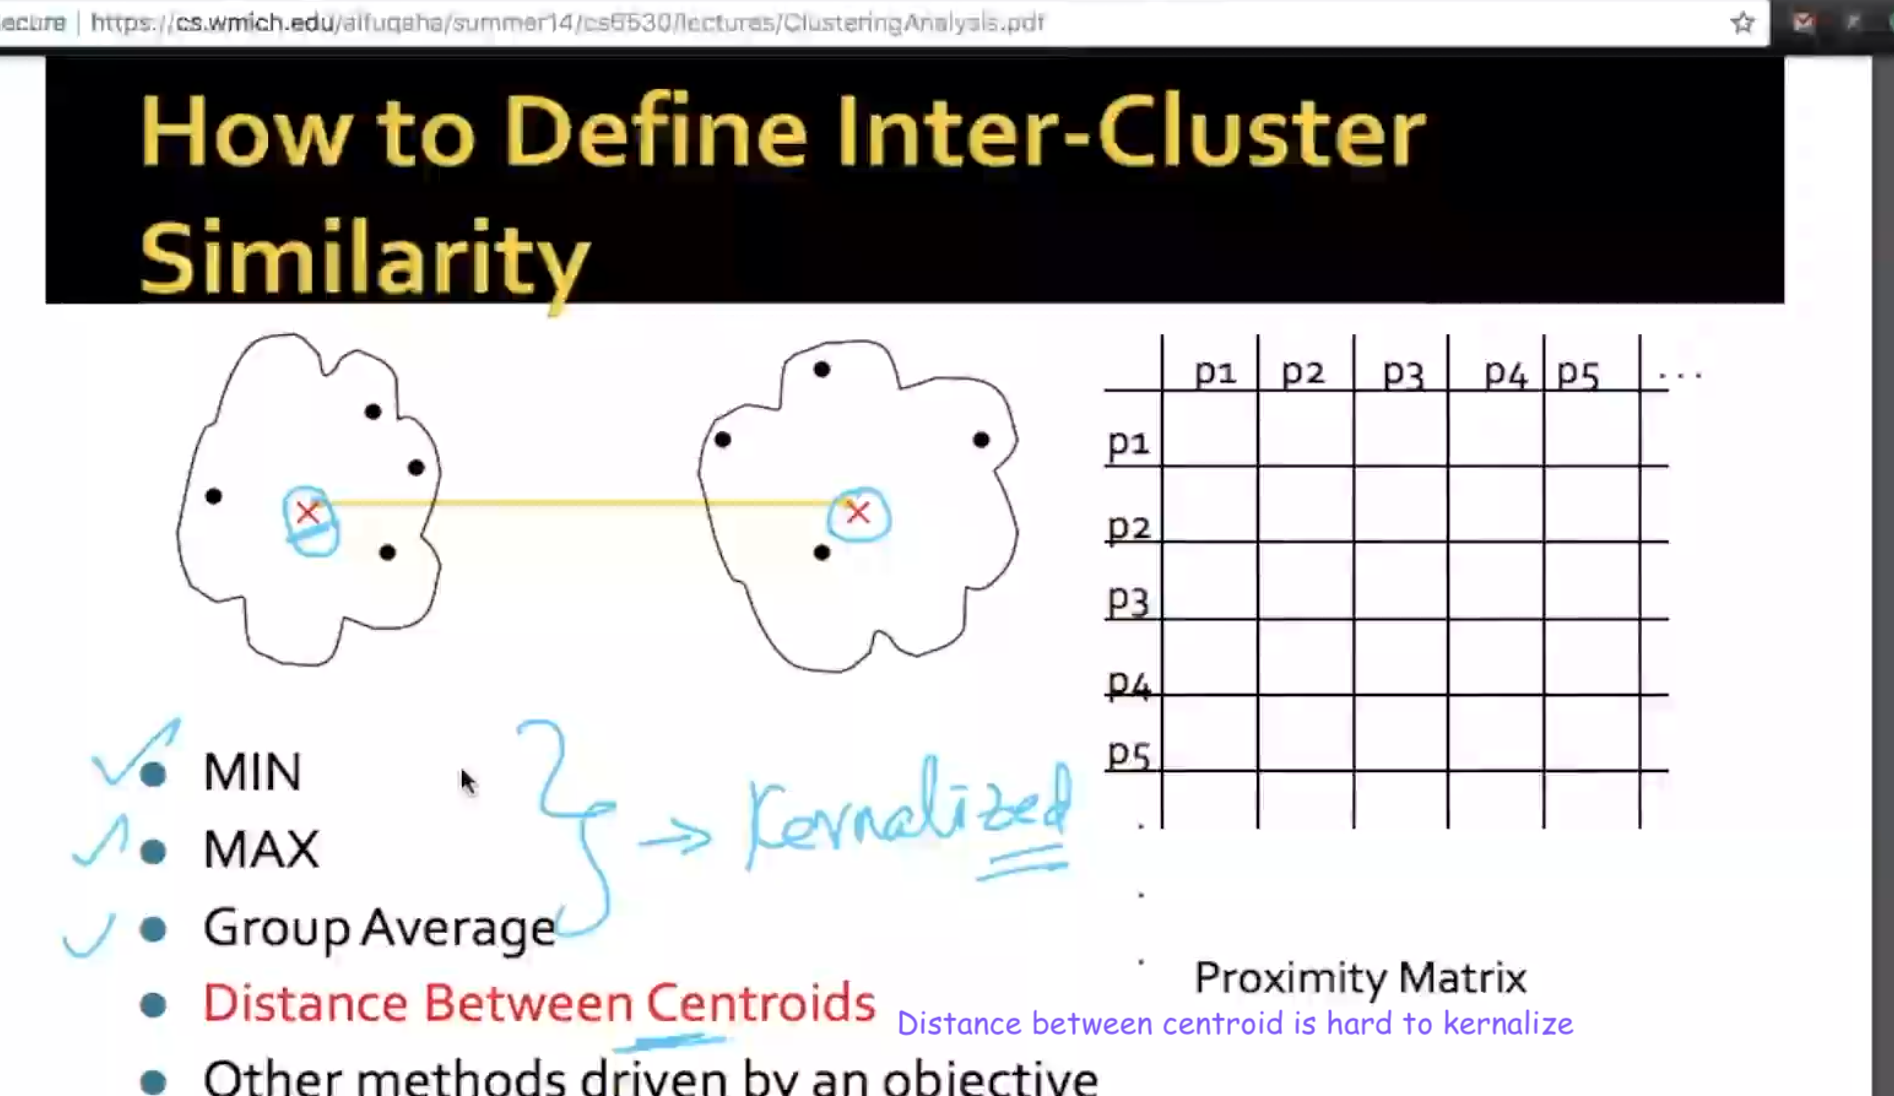 ecure | https://cs.wmich.edu/alfuqaha/summer14/cs6530/lectures/ClusteringAnalysis.pdf
How to Define Inter-Cluster
Similarity
p1 p2 p3 p4 p5 ...
p1
p2
p3
p4
p5
MIN
MAX
Kernalized
Group Average
Proximity Matrix
Distance Between Centroids
Distance between centroid is hard to kernalize
Other methods driven by an objective